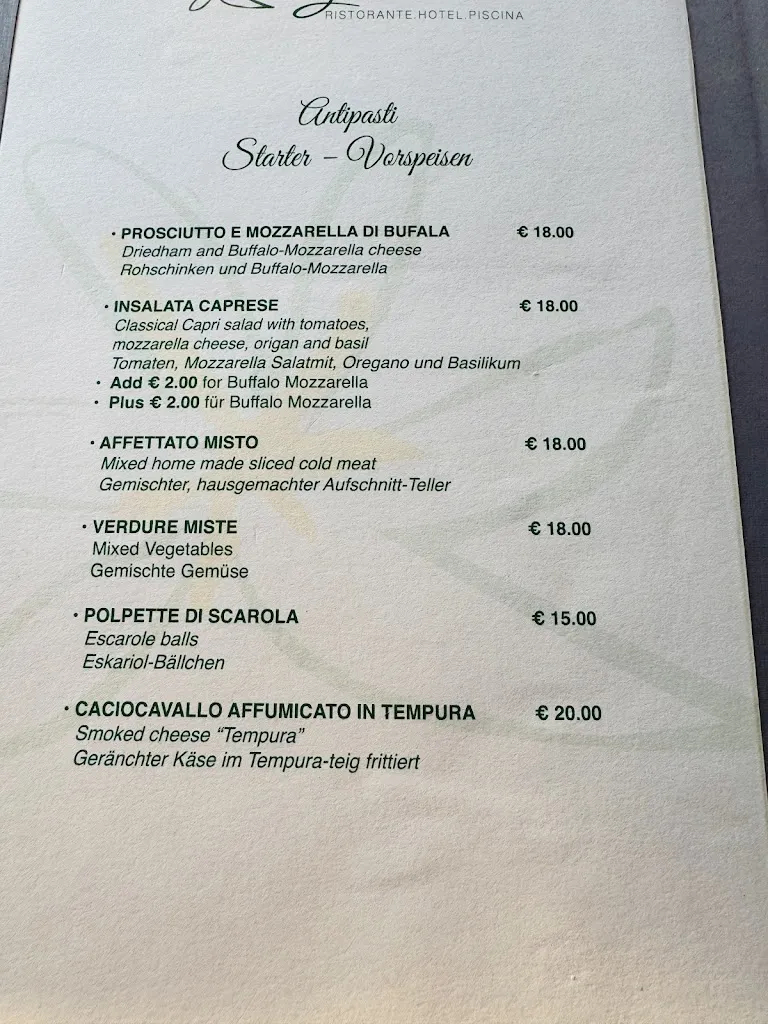 RISTORANTE.HOTEL.PISCINA
Antipasti
Starter – Vorspeisen
• PROSCIUTTO E MOZZARELLA DI BUFALA € 18.00
Driedham and Buffalo-Mozzarella cheese
Rohschinken und Buffalo-Mozzarella
• INSALATA CAPRESE € 18.00
Classical Capri salad with tomatoes,
mozzarella cheese, origan and basil
Tomaten, Mozzarella Salatmit, Oregano und Basilikum
• Add € 2.00 for Buffalo Mozzarella
• Plus € 2.00 für Buffalo Mozzarella
• AFFETTATO MISTO € 18.00
Mixed home made sliced cold meat
Gemischter, hausgemachter Aufschnitt-Teller
• VERDURE MISTE € 18.00
Mixed Vegetables
Gemischte Gemüse
• POLPETTE DI SCAROLA € 15.00
Escarole balls
Eskariol-Bällchen
• CACIOCAVALLO AFFUMICATO IN TEMPURA € 20.00
Smoked cheese “Tempura”
Geränchter Käse im Tempura-teig frittiert